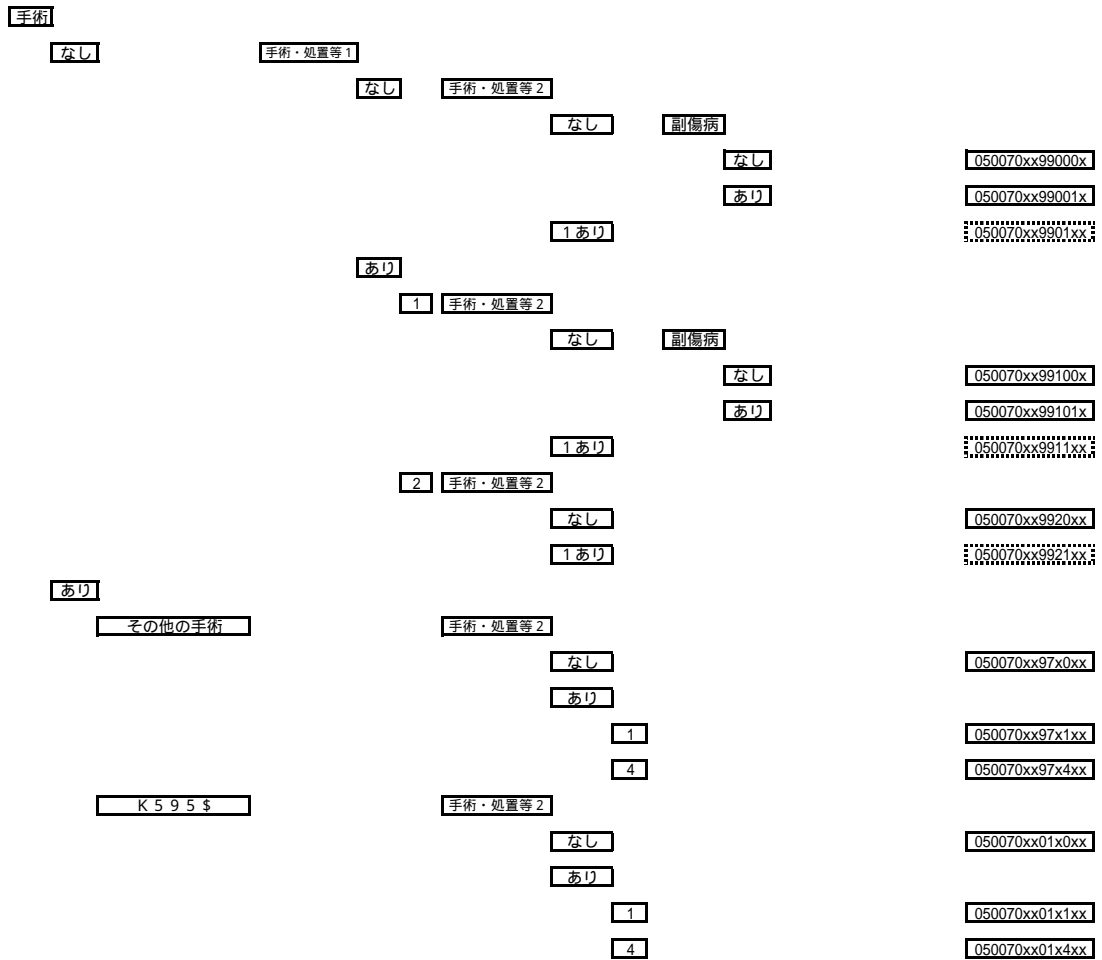 手術
なし 手術・処置等1
なし 手術・処置等2
なし 副傷病
なし 050070xx99000x
あり 050070xx99001x
1あり 050070xx9901xx
あり
1 手術・処置等2
なし 副傷病
なし 050070xx99100x
あり 050070xx99101x
1あり 050070xx9911xx
2 手術・処置等2
なし 050070xx9920xx
1あり 050070xx9921xx
あり
その他の手術 手術・処置等2
なし 050070xx97x0xx
あり
1 050070xx97x1xx
4 050070xx97x4xx
K595$ 手術・処置等2
なし 050070xx01x0xx
あり
1 050070xx01x1xx
4 050070xx01x4xx